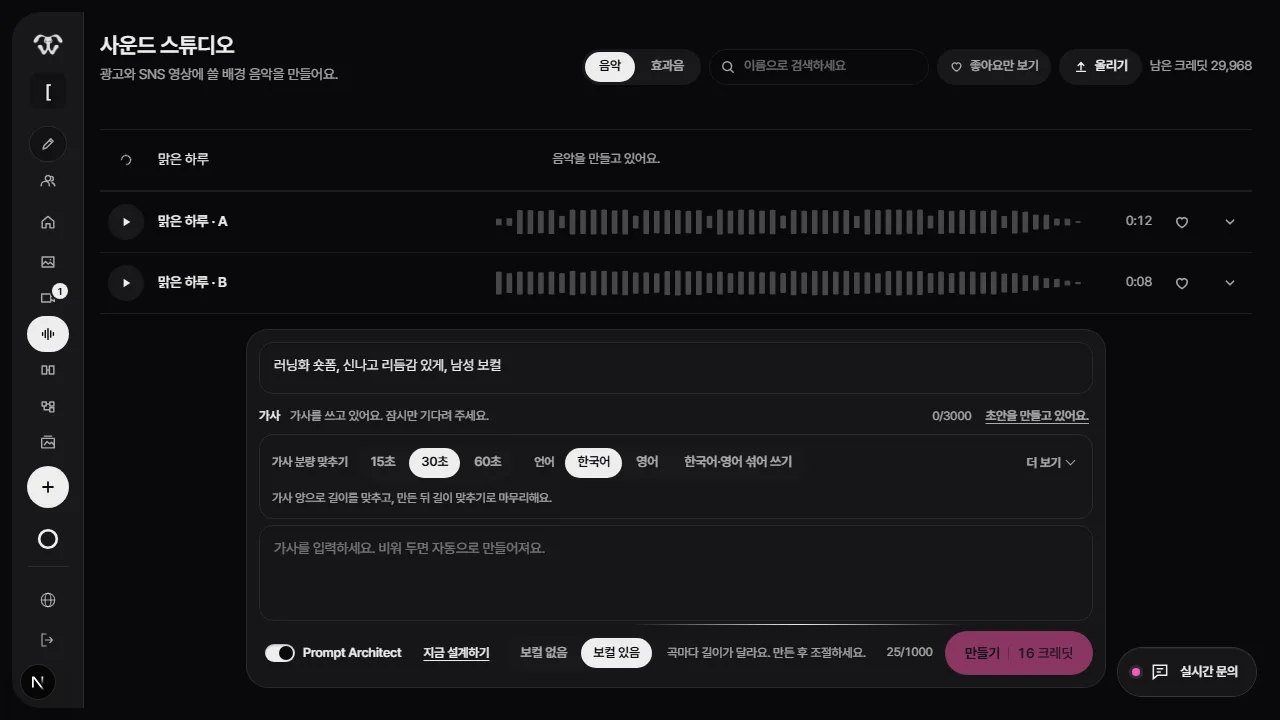 사운드 스튜디오
광고와 SNS 영상에 쓸 배경 음악을 만들어요.
음악 효과음 이름으로 검색하세요 좋아요만 보기 올리기 남은 크레딧 29,968
[
맑은 하루 음악을 만들고 있어요.
맑은 하루 · A 0:12
맑은 하루 · B 0:08
1
러닝화 숏폼, 신나고 리듬감 있게, 남성 보컬
가사 가사를 쓰고 있어요. 잠시만 기다려 주세요. 0/3000 초안을 만들고 있어요.
가사 분량 맞추기 15초 30초 60초 언어 한국어 영어 한국어·영어 섞어 쓰기 더 보기
가사 양으로 길이를 맞추고, 만든 뒤 길이 맞추기로 마무리해요.
가사를 입력하세요. 비워 두면 자동으로 만들어져요.
Prompt Architect 지금 설계하기 보컬 없음 보컬 있음 곡마다 길이가 달라요. 만든 후 조절하세요. 25/1000 만들기 16 크레딧
실시간 문의
N